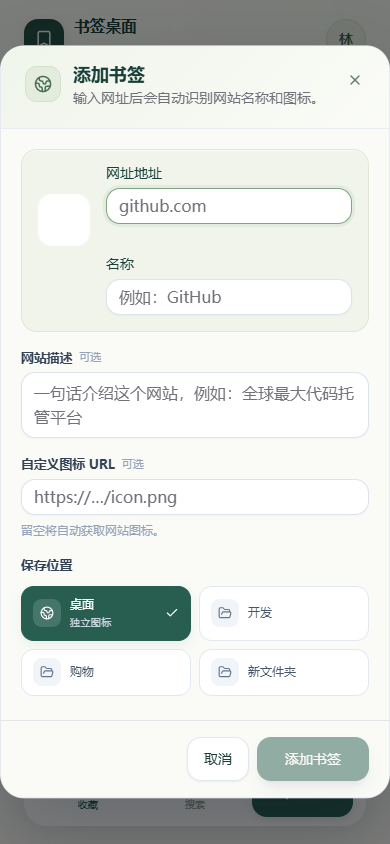 书签桌面
林
添加书签
输入网址后会自动识别网站名称和图标。
网址地址
github.com
名称
例如：GitHub
网站描述 可选
一句话介绍这个网站，例如：全球最大代码托
管平台
自定义图标 URL 可选
https://.../icon.png
留空将自动获取网站图标。
保存位置
桌面
独立图标
开发
购物
新文件夹
取消
添加书签
收藏
搜索